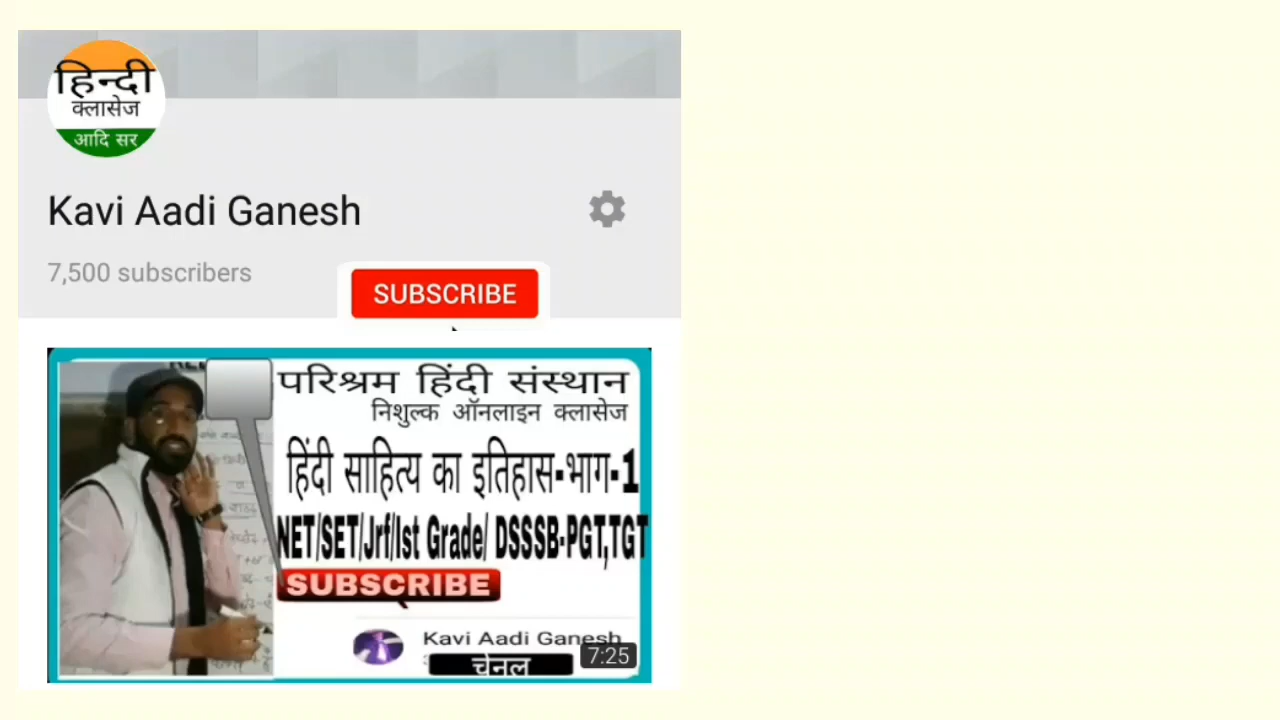 हिन्दी
क्लासेज
आदि सर
Kavi Aadi Ganesh
7,500 subscribers
SUBSCRIBE
परिश्रम हिंदी संस्थान
निशुल्क ऑनलाइन क्लासेज
हिंदी साहित्य का इतिहास-भाग-1
NET/SET/Jrf/Ist Grade/ DSSSB-PGT,TGT
SUBSCRIBE
Kavi Aadi Ganesh
चेनल
7:25